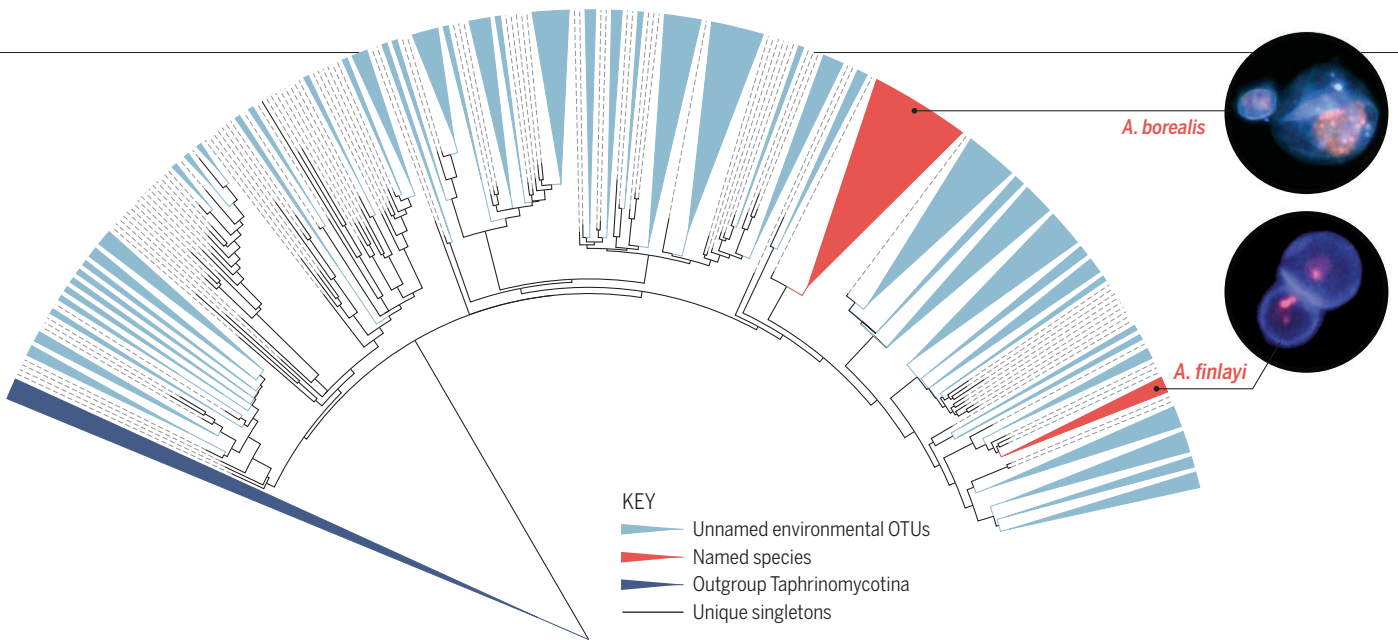 A. borealis
A. finlayi
KEY
Unnamed environmental OTUs
Named species
Outgroup Taphrinomycotina
Unique singletons